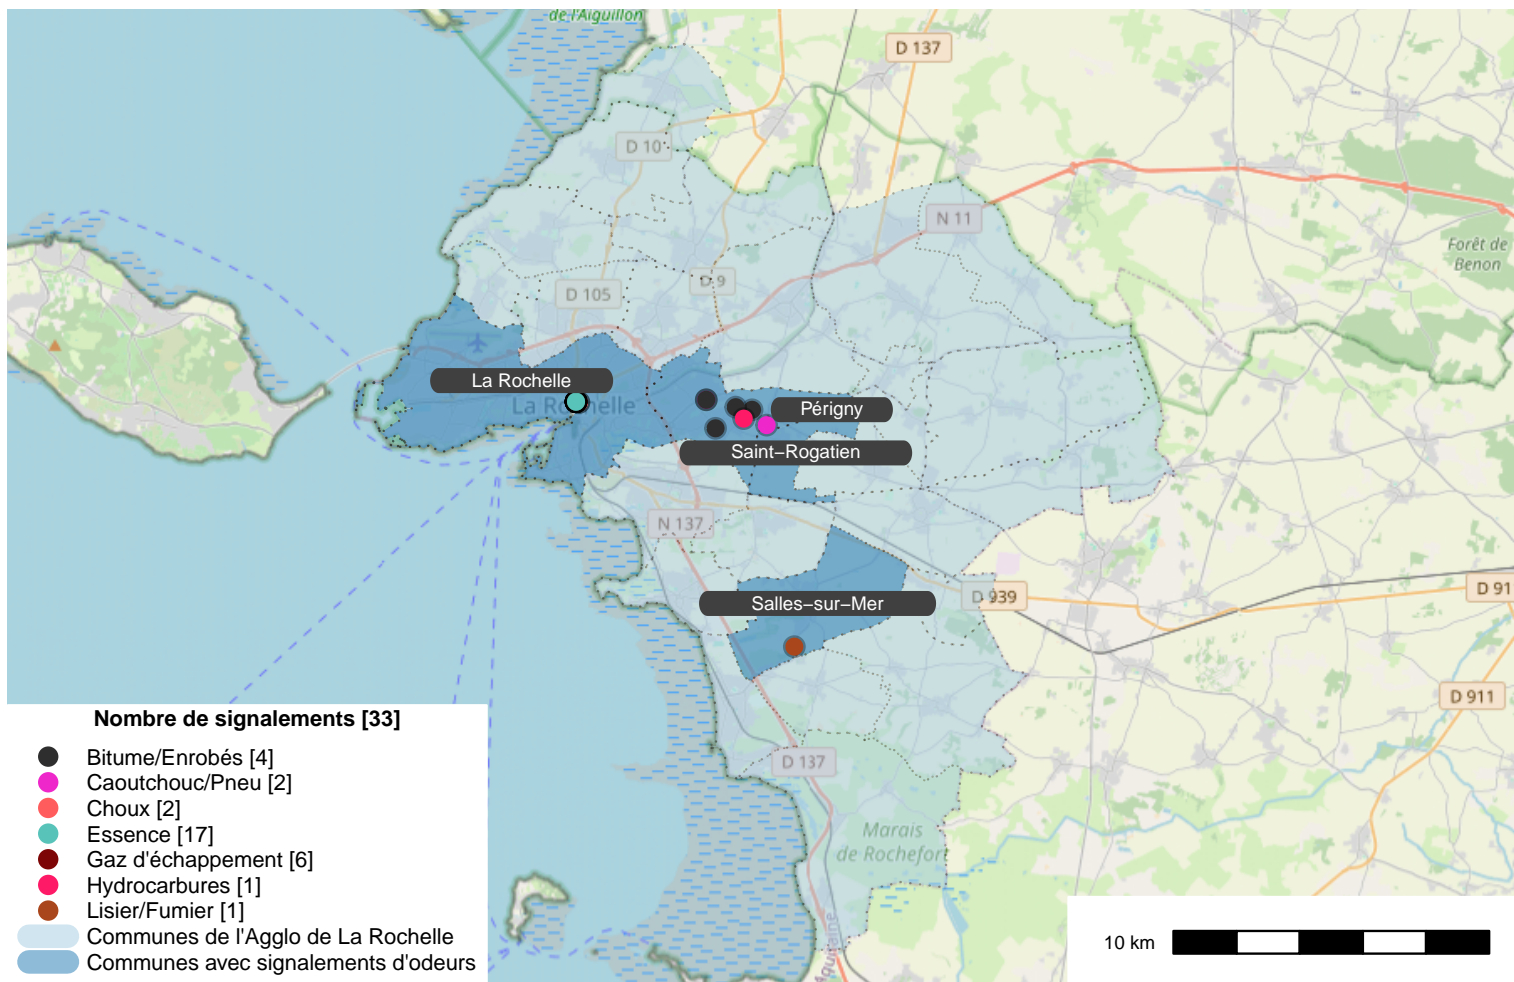 de l'Aiguillon
D 137
D 10
N 11
Forêt de
Benon
D 9
D 105
La Rochelle
La Rochelle
Périgny
Saint−Rogatien
N 137
Salles−sur−Mer
D 939
D 91
D 911
Nombre de signalements [33]
Bitume/Enrobés [4]
Caoutchouc/Pneu [2]
Choux [2]
Essence [17]
Gaz d'échappement [6]
Hydrocarbures [1]
Lisier/Fumier [1]
Communes de l'Agglo de La Rochelle
Communes avec signalements d'odeurs
D 137
Marais
de Rochefort
Aquitaine
10 km